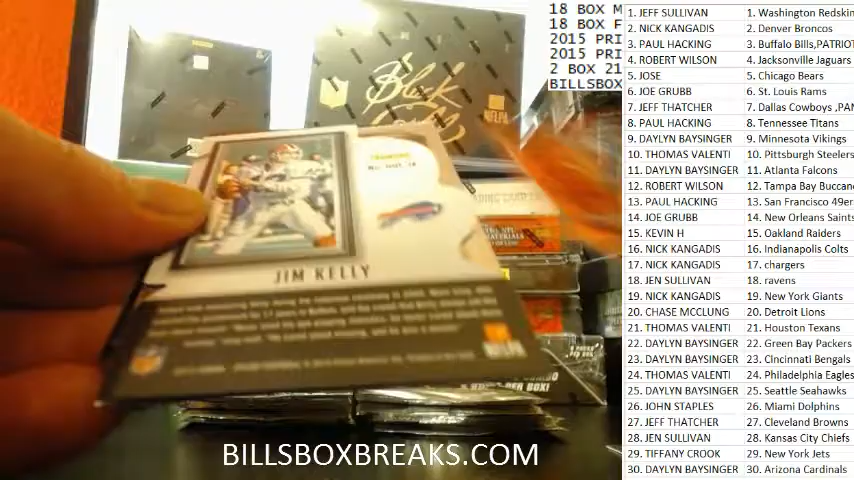 18 BOX M
18 BOX F
2015 PRI
2015 PRI
2 BOX 21
BILLSBOX
Black
NFLPA
JIM KELLY
BILLSBOXBREAKS.COM
1. JEFF SULLIVAN 1. Washington Redskin
2. NICK KANGADIS 2. Denver Broncos
3. PAUL HACKING 3. Buffalo Bills,PATRIOT
4. ROBERT WILSON 4. Jacksonville Jaguars
5. JOSE 5. Chicago Bears
6. JOE GRUBB 6. St. Louis Rams
7. JEFF THATCHER 7. Dallas Cowboys ,PAN
8. PAUL HACKING 8. Tennessee Titans
9. DAYLYN BAYSINGER 9. Minnesota Vikings
10. THOMAS VALENTI 10. Pittsburgh Steelers
11. DAYLYN BAYSINGER 11. Atlanta Falcons
12. ROBERT WILSON 12. Tampa Bay Buccane
13. PAUL HACKING 13. San Francisco 49er
14. JOE GRUBB 14. New Orleans Saints
15. KEVIN H 15. Oakland Raiders
16. NICK KANGADIS 16. Indianapolis Colts
17. NICK KANGADIS 17. chargers
18. JEN SULLIVAN 18. ravens
19. NICK KANGADIS 19. New York Giants
20. CHASE MCCLUNG 20. Detroit Lions
21. THOMAS VALENTI 21. Houston Texans
22. DAYLYN BAYSINGER 22. Green Bay Packers
23. DAYLYN BAYSINGER 23. Cincinnati Bengals
24. THOMAS VALENTI 24. Philadelphia Eagles
25. DAYLYN BAYSINGER 25. Seattle Seahawks
26. JOHN STAPLES 26. Miami Dolphins
27. JEFF THATCHER 27. Cleveland Browns
28. JEN SULLIVAN 28. Kansas City Chiefs
29. TIFFANY CROOK 29. New York Jets
30. DAYLYN BAYSINGER 30. Arizona Cardinals